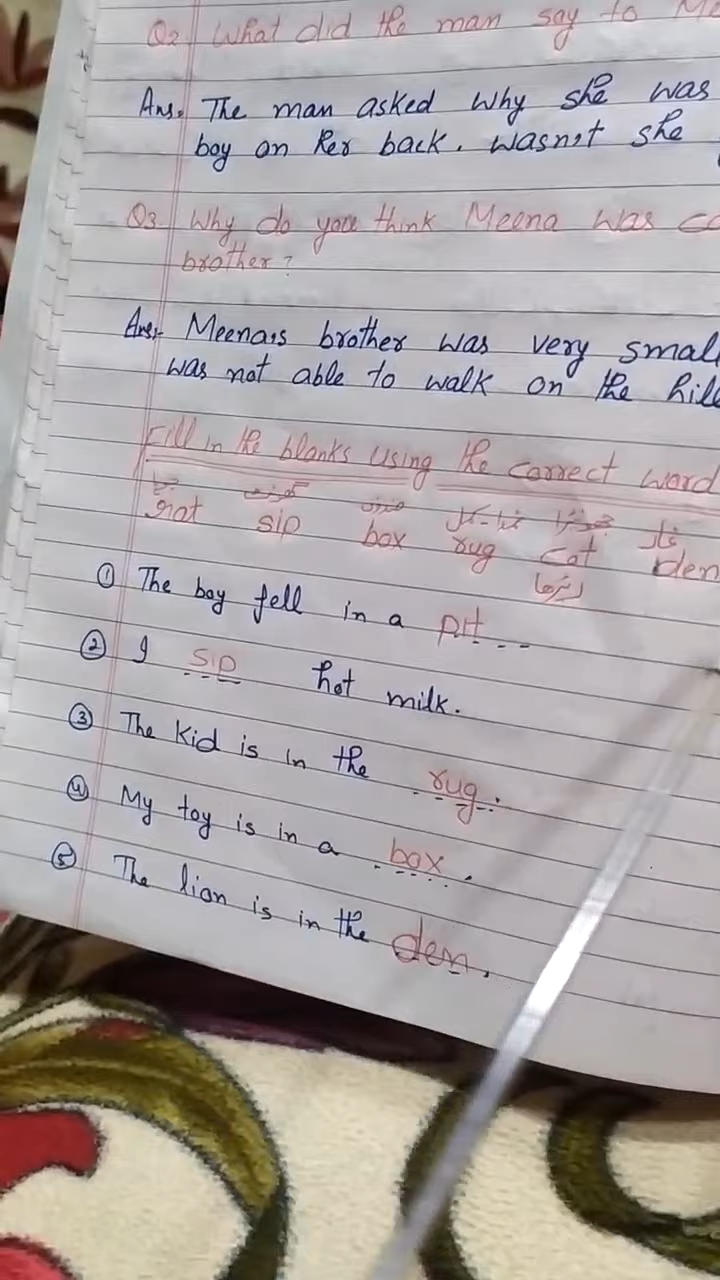 Q2 What did the man say to
Ans. The man asked why she was
boy on her back. wasn,t she
Q3. Why do you think Meena was
brother?
Ans. Meena,s brother was very small
was not able to walk on the hill
Fill in the blanks using the correct word
sip box rug cot den
① The boy fell in a pit
② I sip hot milk.
③ The kid is in the rug.
④ My toy is in a box.
⑤ The lion is in the den.